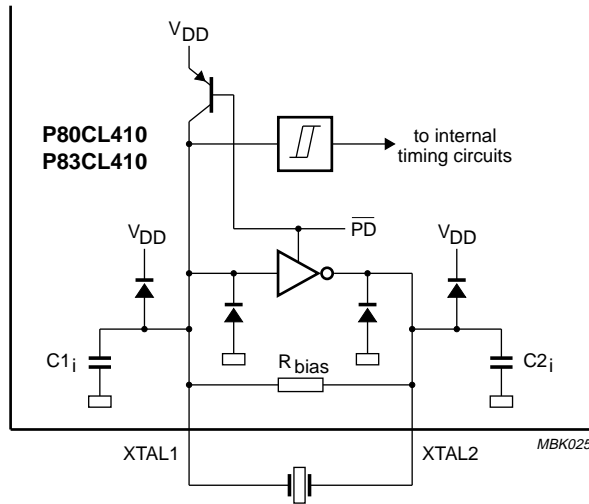 VDD
P80CL410
P83CL410
to internal
timing circuits
PD
VDD
VDD
C1i
Rbias
C2i
XTAL1
XTAL2
MBK025